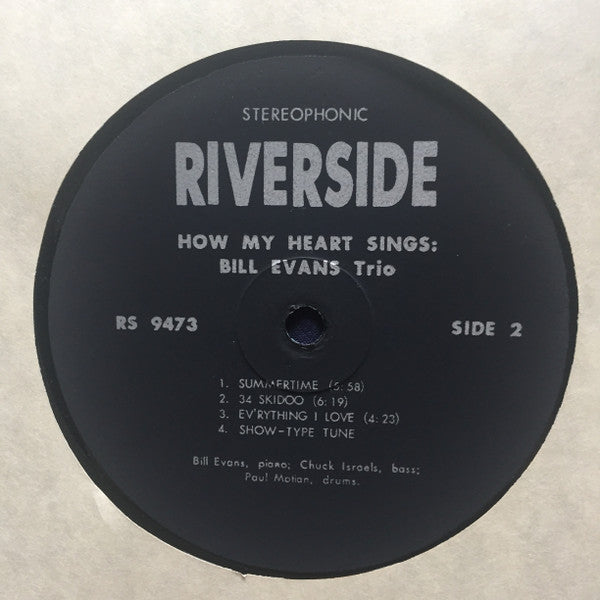 STEREOPHONIC
RIVERSIDE
HOW MY HEART SINGS:
BILL EVANS Trio
RS 9473
SIDE 2
1. SUMMERTIME (5:58)
2. 34 SKIDOO (6:19)
3. EV'RYTHING I LOVE (4:23)
4. SHOW-TYPE TUNE
Bill Evans, piano; Chuck Israels, bass;
Paul Motian, drums.